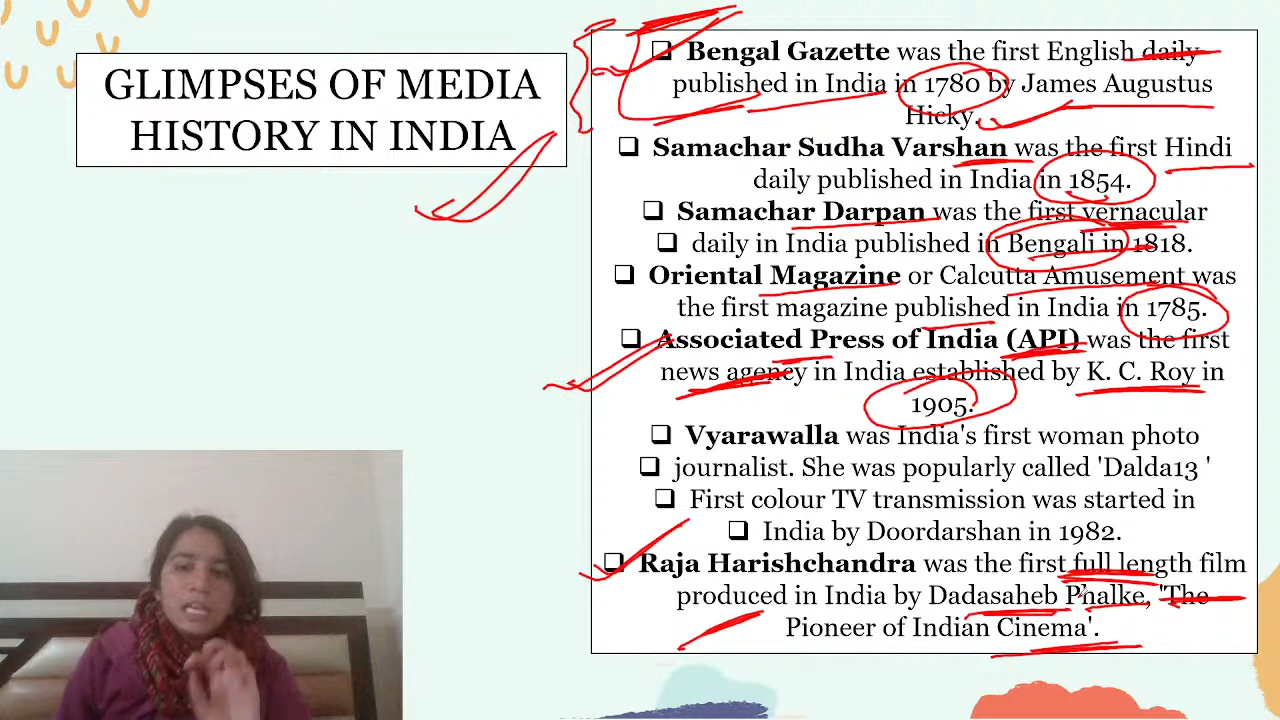 GLIMPSES OF MEDIA
HISTORY IN INDIA
❑ Bengal Gazette was the first English daily
published in India in 1780 by James Augustus
Hicky.
❑ Samachar Sudha Varshan was the first Hindi
daily published in India in 1854.
❑ Samachar Darpan was the first vernacular
❑ daily in India published in Bengali in 1818.
❑ Oriental Magazine or Calcutta Amusement was
the first magazine published in India in 1785.
❑ Associated Press of India (API) was the first
news agency in India established by K. C. Roy in
1905.
❑ Vyarawalla was India's first woman photo
❑ journalist. She was popularly called 'Dalda13 '
❑ First colour TV transmission was started in
❑ India by Doordarshan in 1982.
❑ Raja Harishchandra was the first full length film
produced in India by Dadasaheb Phalke, 'The
Pioneer of Indian Cinema'.